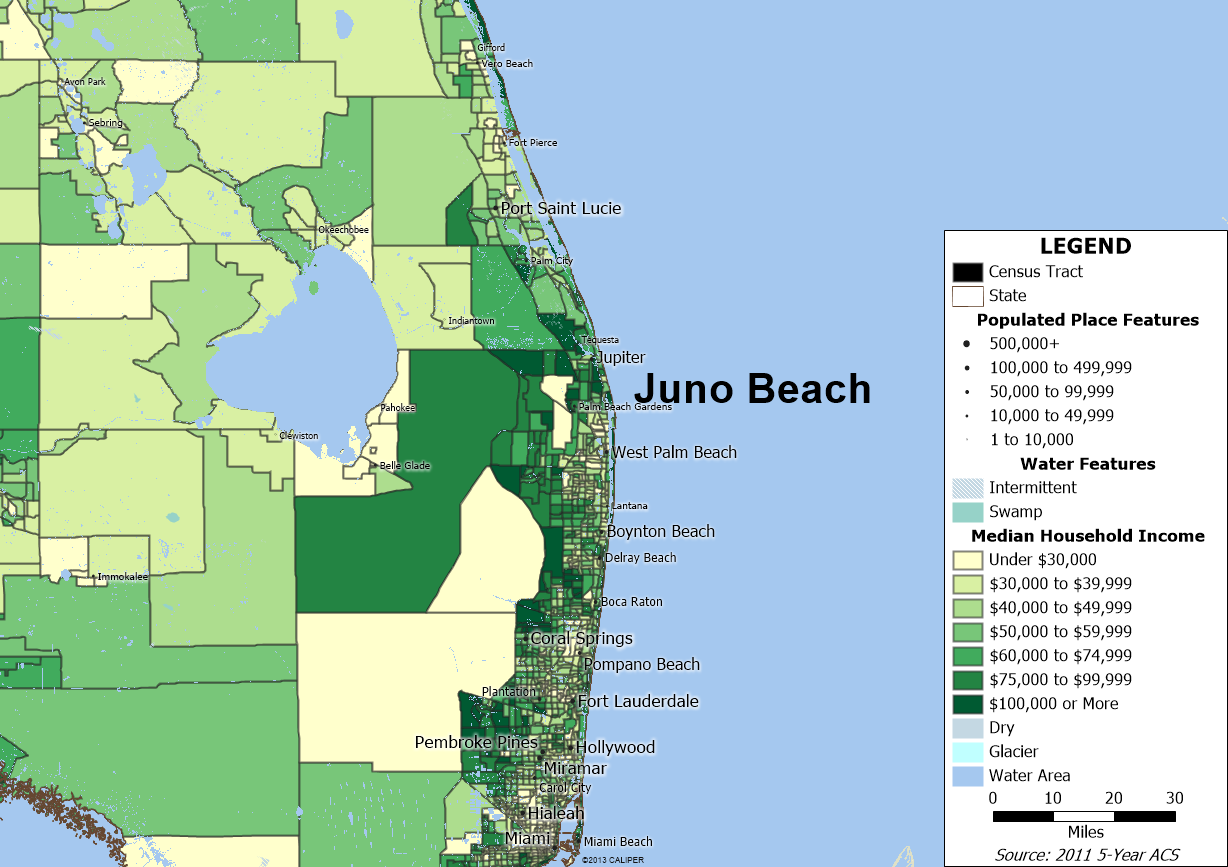 Gifford
Vero Beach
Avon Park
Sebring
Fort Pierce
Port Saint Lucie
Okeechobee
Palm City
Indiantown
Tequesta
Jupiter
Juno Beach
Pahokee
Palm Beach Gardens
Clewiston
West Palm Beach
Belle Glade
Lantana
Boynton Beach
Delray Beach
Immokalee
Boca Raton
Coral Springs
Pompano Beach
Plantation
Fort Lauderdale
Pembroke Pines
Hollywood
Miramar
Carol City
Hialeah
Miami
Miami Beach
©2013 CALIPER
LEGEND
Census Tract
State
Populated Place Features
500,000+
100,000 to 499,999
50,000 to 99,999
10,000 to 49,999
1 to 10,000
Water Features
Intermittent
Swamp
Median Household Income
Under $30,000
$30,000 to $39,999
$40,000 to $49,999
$50,000 to $59,999
$60,000 to $74,999
$75,000 to $99,999
$100,000 or More
Dry
Glacier
Water Area
0 10 20 30
Miles
Source: 2011 5-Year ACS